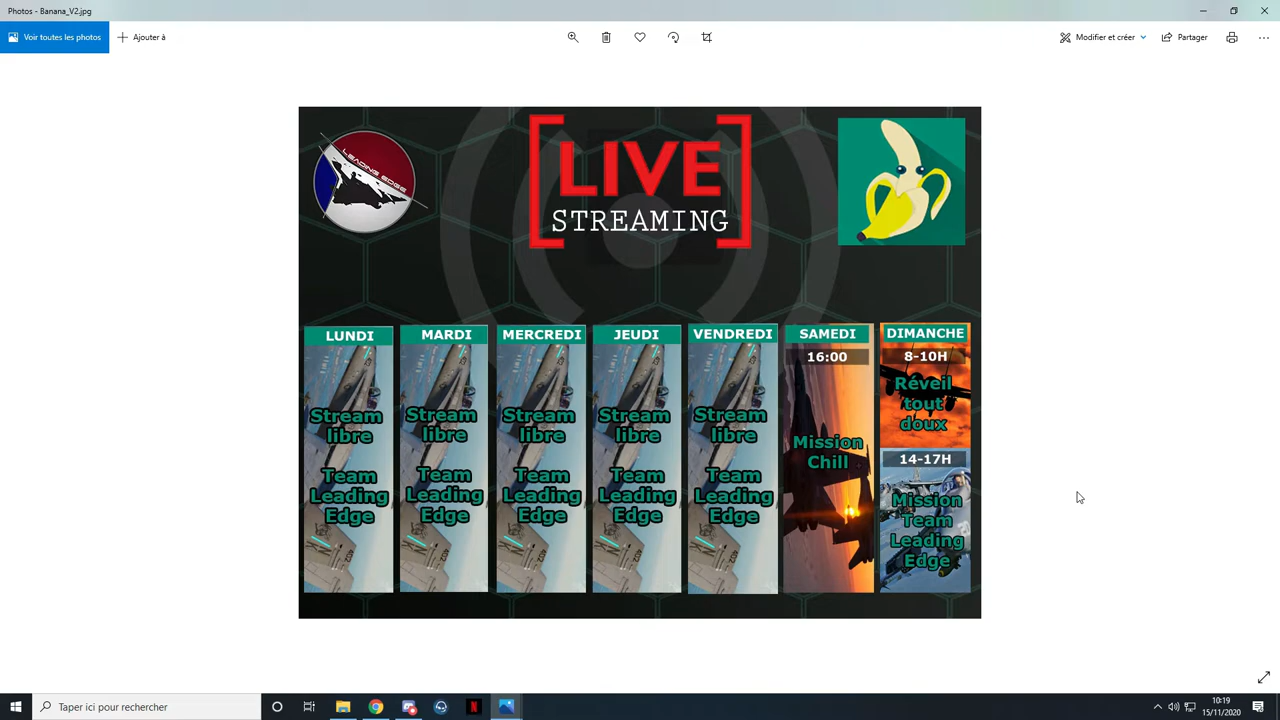 Photos - Banana_V2.jpg
Voir toutes les photos
Ajouter à
Modifier et créer
Partager
LEADING EDGE
LIVE
STREAMING
LUNDI
Stream
libre
Team
Leading
Edge
MARDI
Stream
libre
Team
Leading
Edge
MERCREDI
Stream
libre
Team
Leading
Edge
JEUDI
Stream
libre
Team
Leading
Edge
VENDREDI
Stream
libre
Team
Leading
Edge
SAMEDI
16:00
Mission
Chill
DIMANCHE
8-10H
Réveil
tout
doux
14-17H
Mission
Team
Leading
Edge
Taper ici pour rechercher
N
10:19
15/11/2020